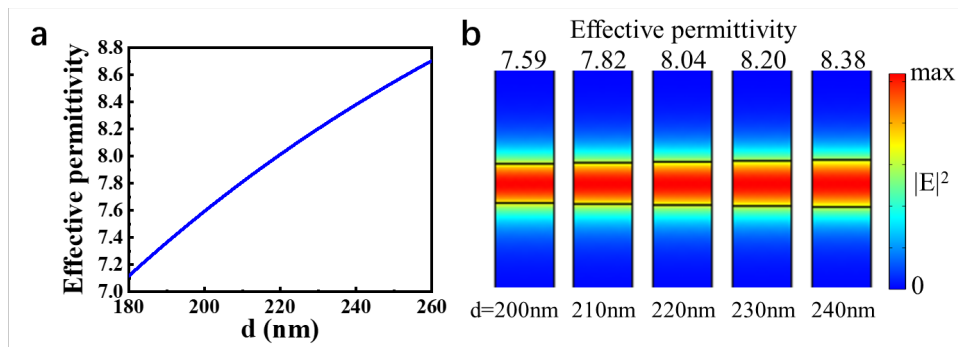 a
Effective permittivity
8.8
8.6
8.4
8.2
8.0
7.8
7.6
7.4
7.2
7.0
180 200 220 240 260
d (nm)
b
Effective permittivity
7.59 7.82 8.04 8.20 8.38
max
|E|²
0
d=200nm 210nm 220nm 230nm 240nm